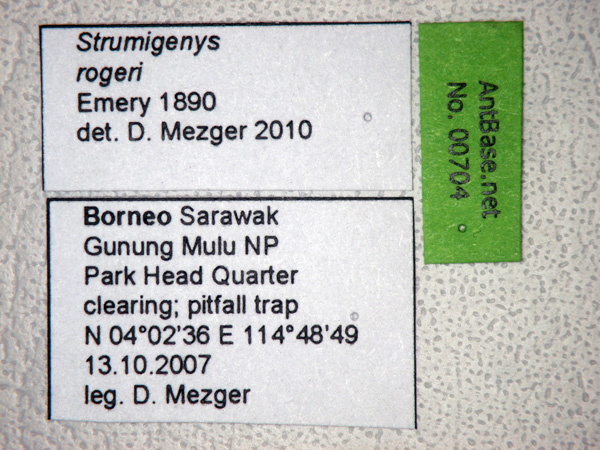 Strumigenys
rogeri
Emery 1890
det. D. Mezger 2010
AntBase.net
No. 00704
Borneo Sarawak
Gunung Mulu NP
Park Head Quarter
clearing; pitfall trap
N 04°02'36 E 114°48'49
13.10.2007
leg. D. Mezger